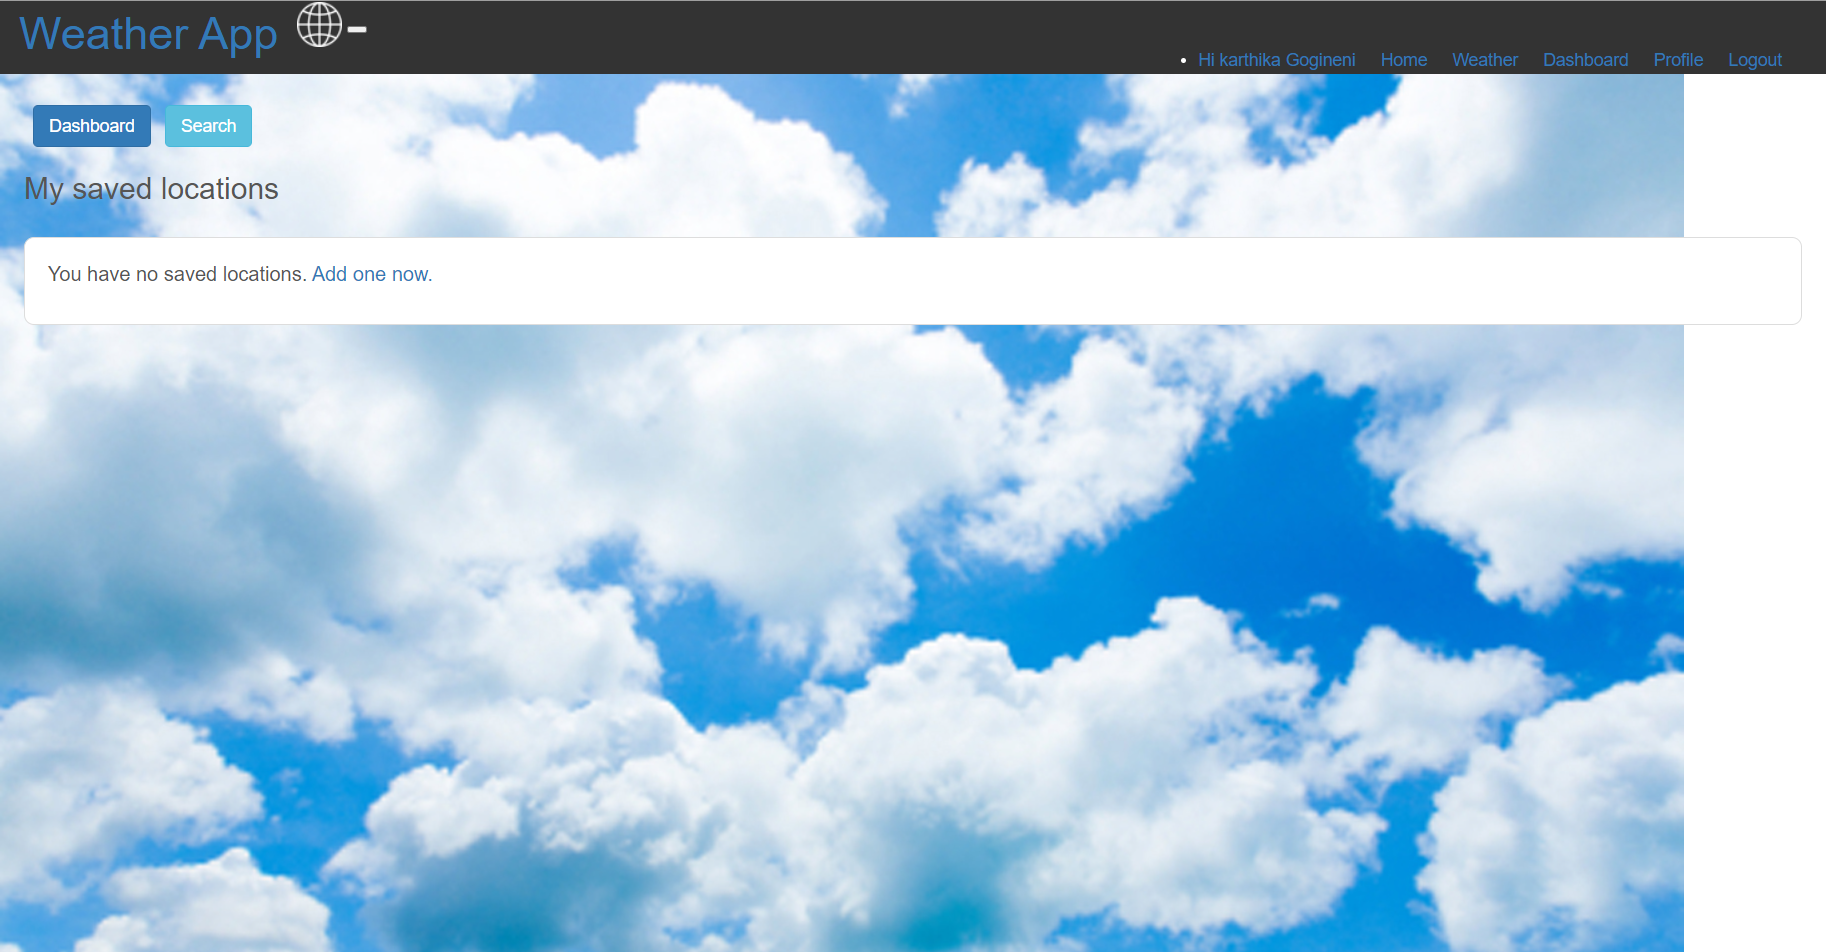 Weather App
Hi karthika Gogineni Home Weather Dashboard Profile Logout
Dashboard Search
My saved locations
You have no saved locations. Add one now.